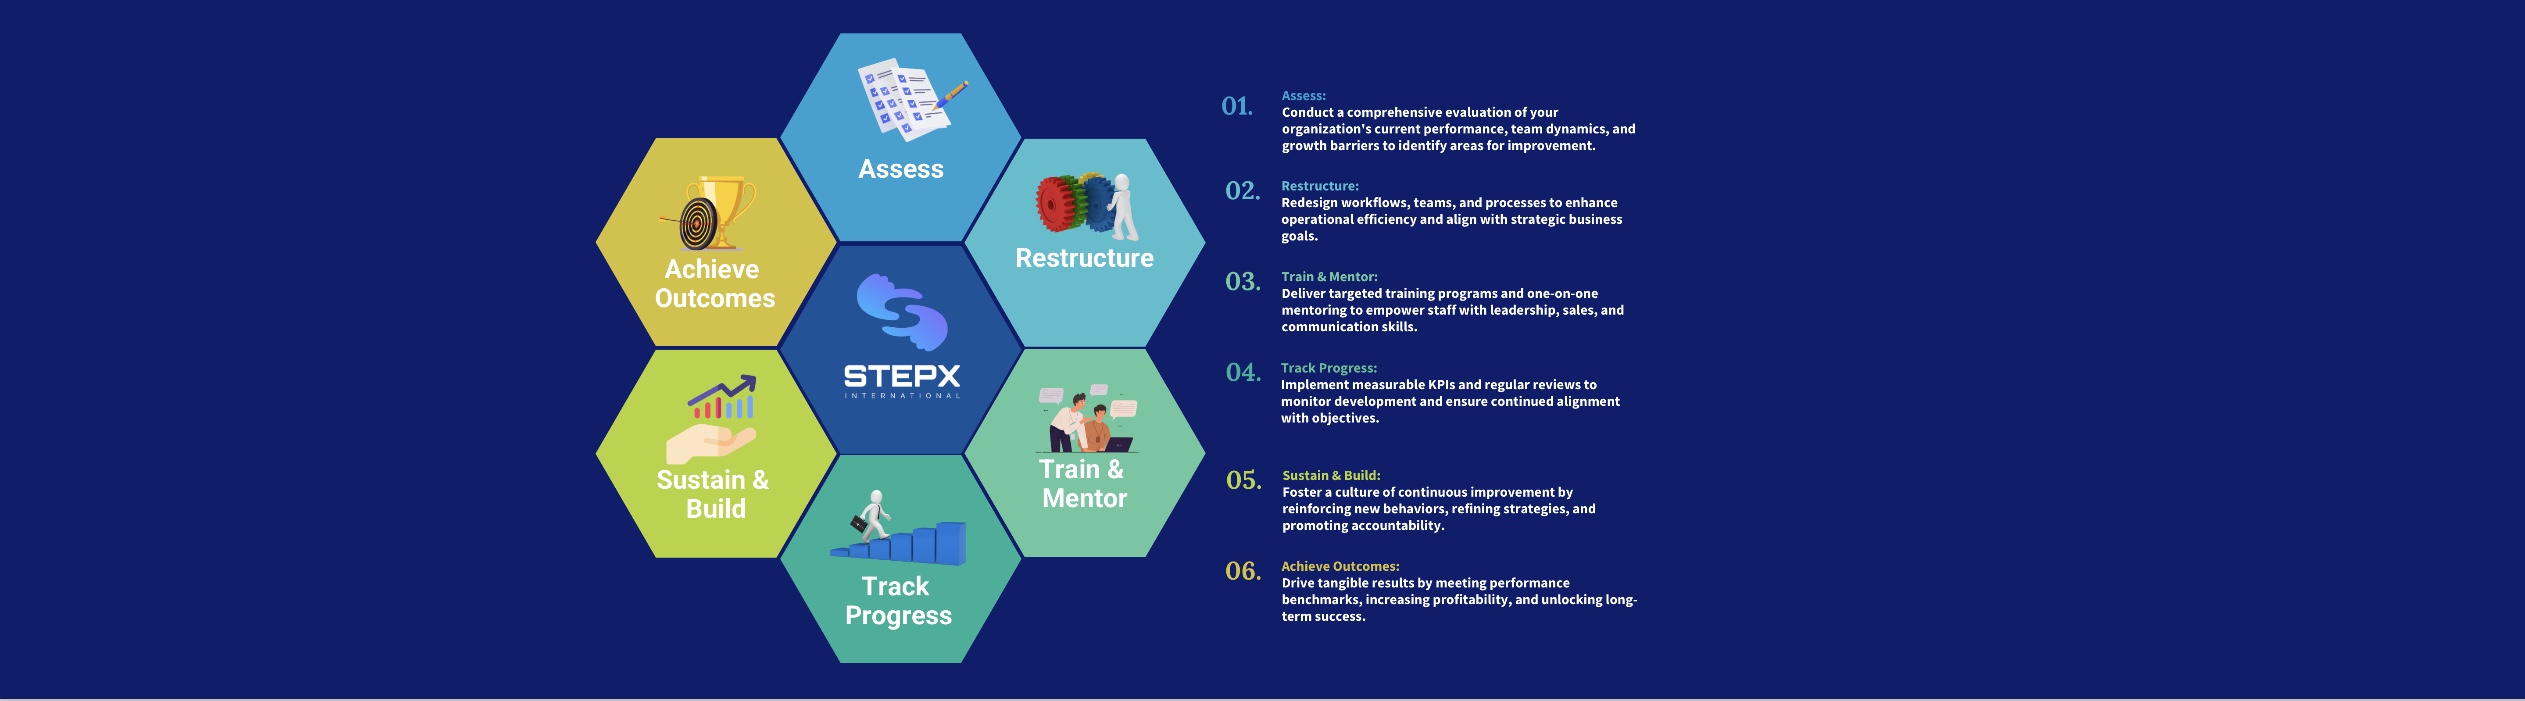 Assess
Restructure
Train &
Mentor
Track
Progress
Sustain &
Build
Achieve
Outcomes
STEPX
INTERNATIONAL
01.
Assess:
Conduct a comprehensive evaluation of your
organization's current performance, team dynamics, and
growth barriers to identify areas for improvement.
02.
Restructure:
Redesign workflows, teams, and processes to enhance
operational efficiency and align with strategic business
goals.
03.
Train & Mentor:
Deliver targeted training programs and one-on-one
mentoring to empower staff with leadership, sales, and
communication skills.
04.
Track Progress:
Implement measurable KPIs and regular reviews to
monitor development and ensure continued alignment
with objectives.
05.
Sustain & Build:
Foster a culture of continuous improvement by
reinforcing new behaviors, refining strategies, and
promoting accountability.
06.
Achieve Outcomes:
Drive tangible results by meeting performance
benchmarks, increasing profitability, and unlocking long-
term success.